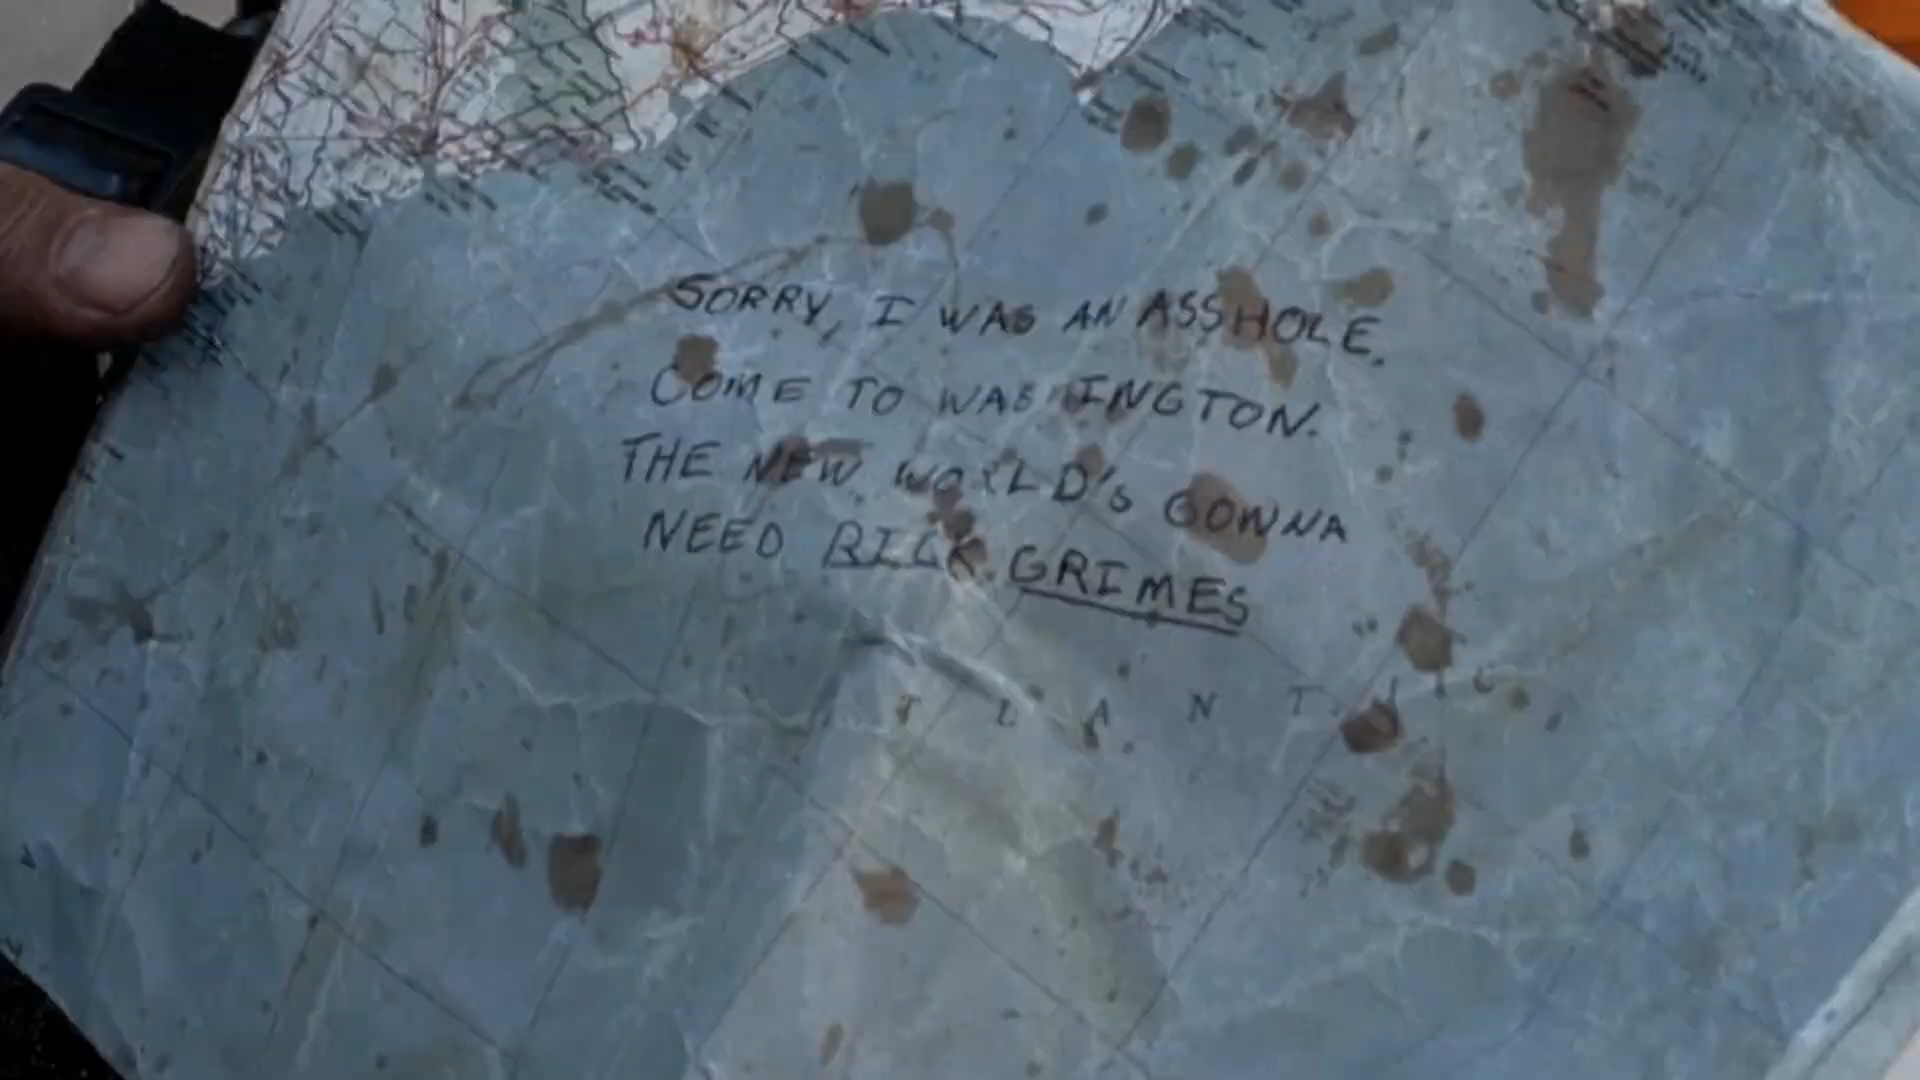 SORRY, I WAS AN ASSHOLE.
COME TO WASHINGTON.
THE NEW WORLD'S GONNA
NEED RICK GRIMES
T L A N T